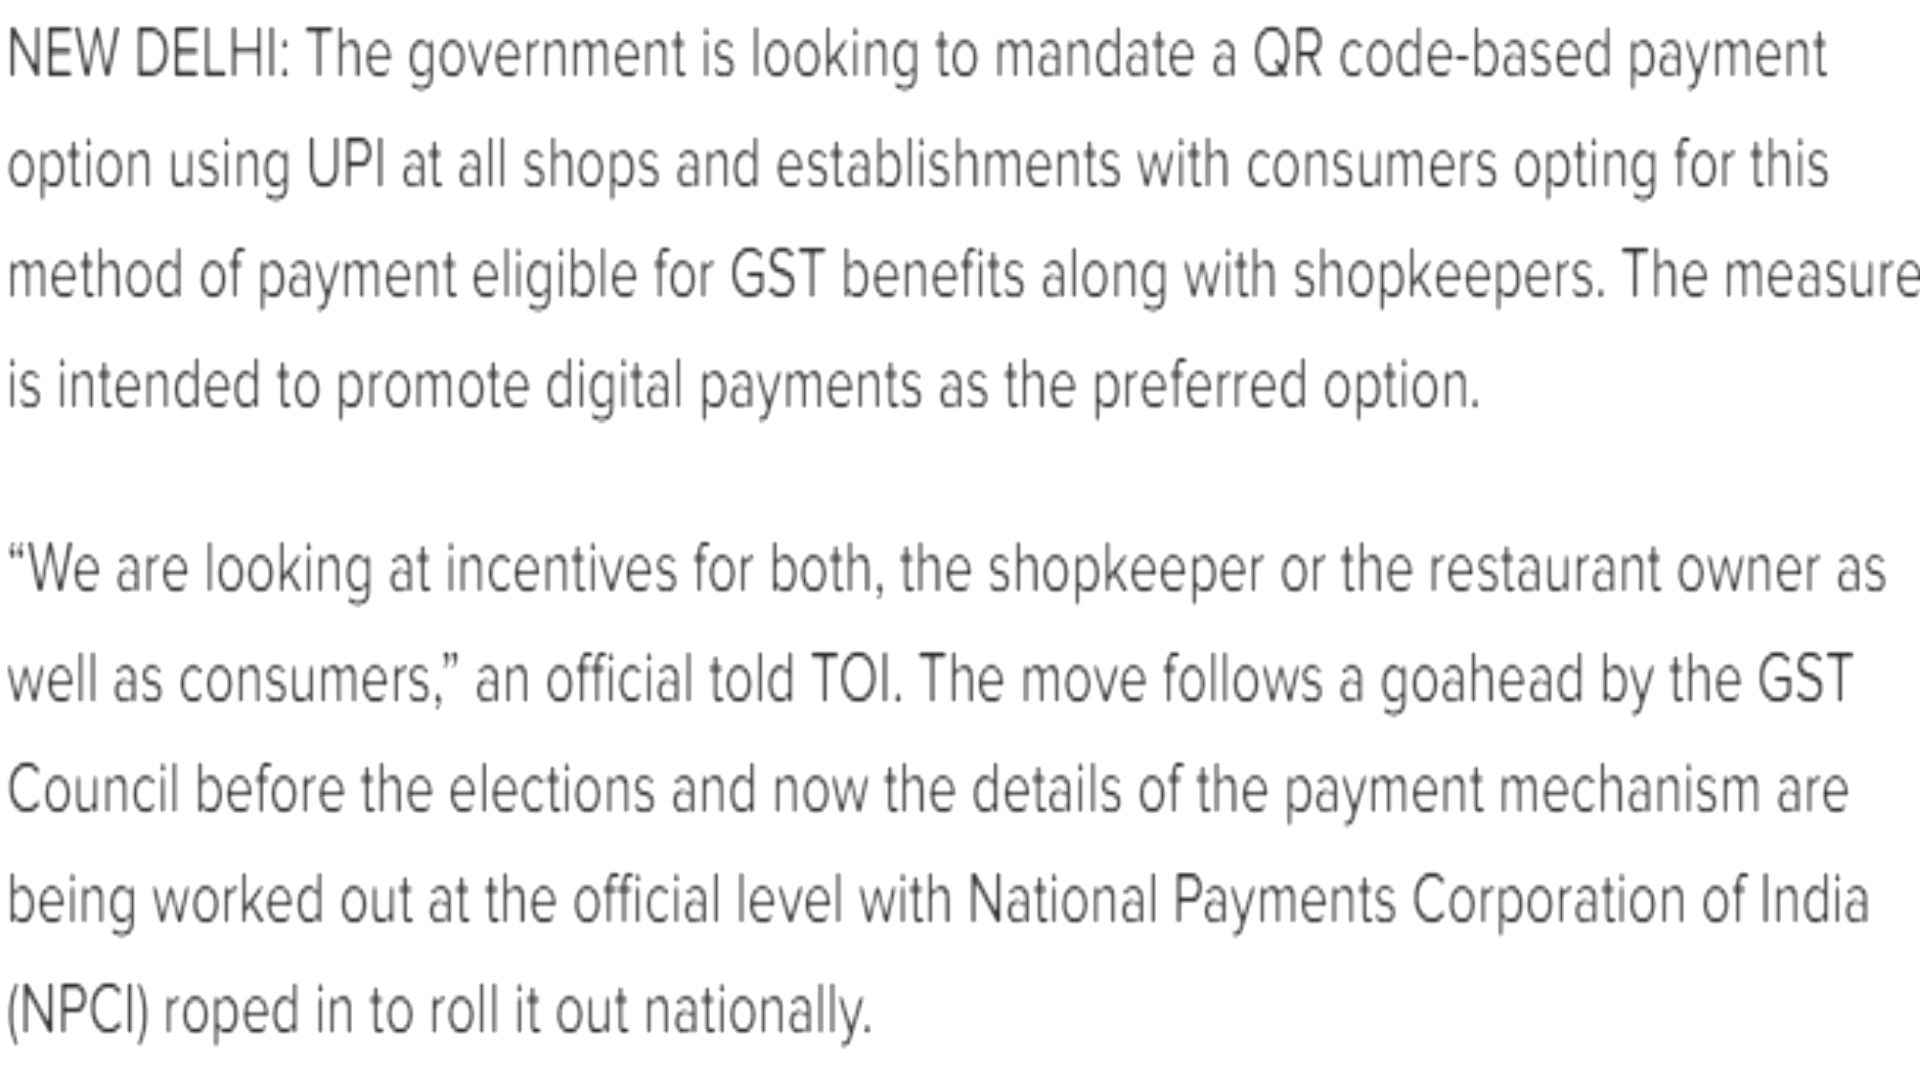 NEW DELHI: The government is looking to mandate a QR code-based payment
option using UPI at all shops and establishments with consumers opting for this
method of payment eligible for GST benefits along with shopkeepers. The measure
is intended to promote digital payments as the preferred option.
“We are looking at incentives for both, the shopkeeper or the restaurant owner as
well as consumers,” an official told TOI. The move follows a goahead by the GST
Council before the elections and now the details of the payment mechanism are
being worked out at the official level with National Payments Corporation of India
(NPCI) roped in to roll it out nationally.